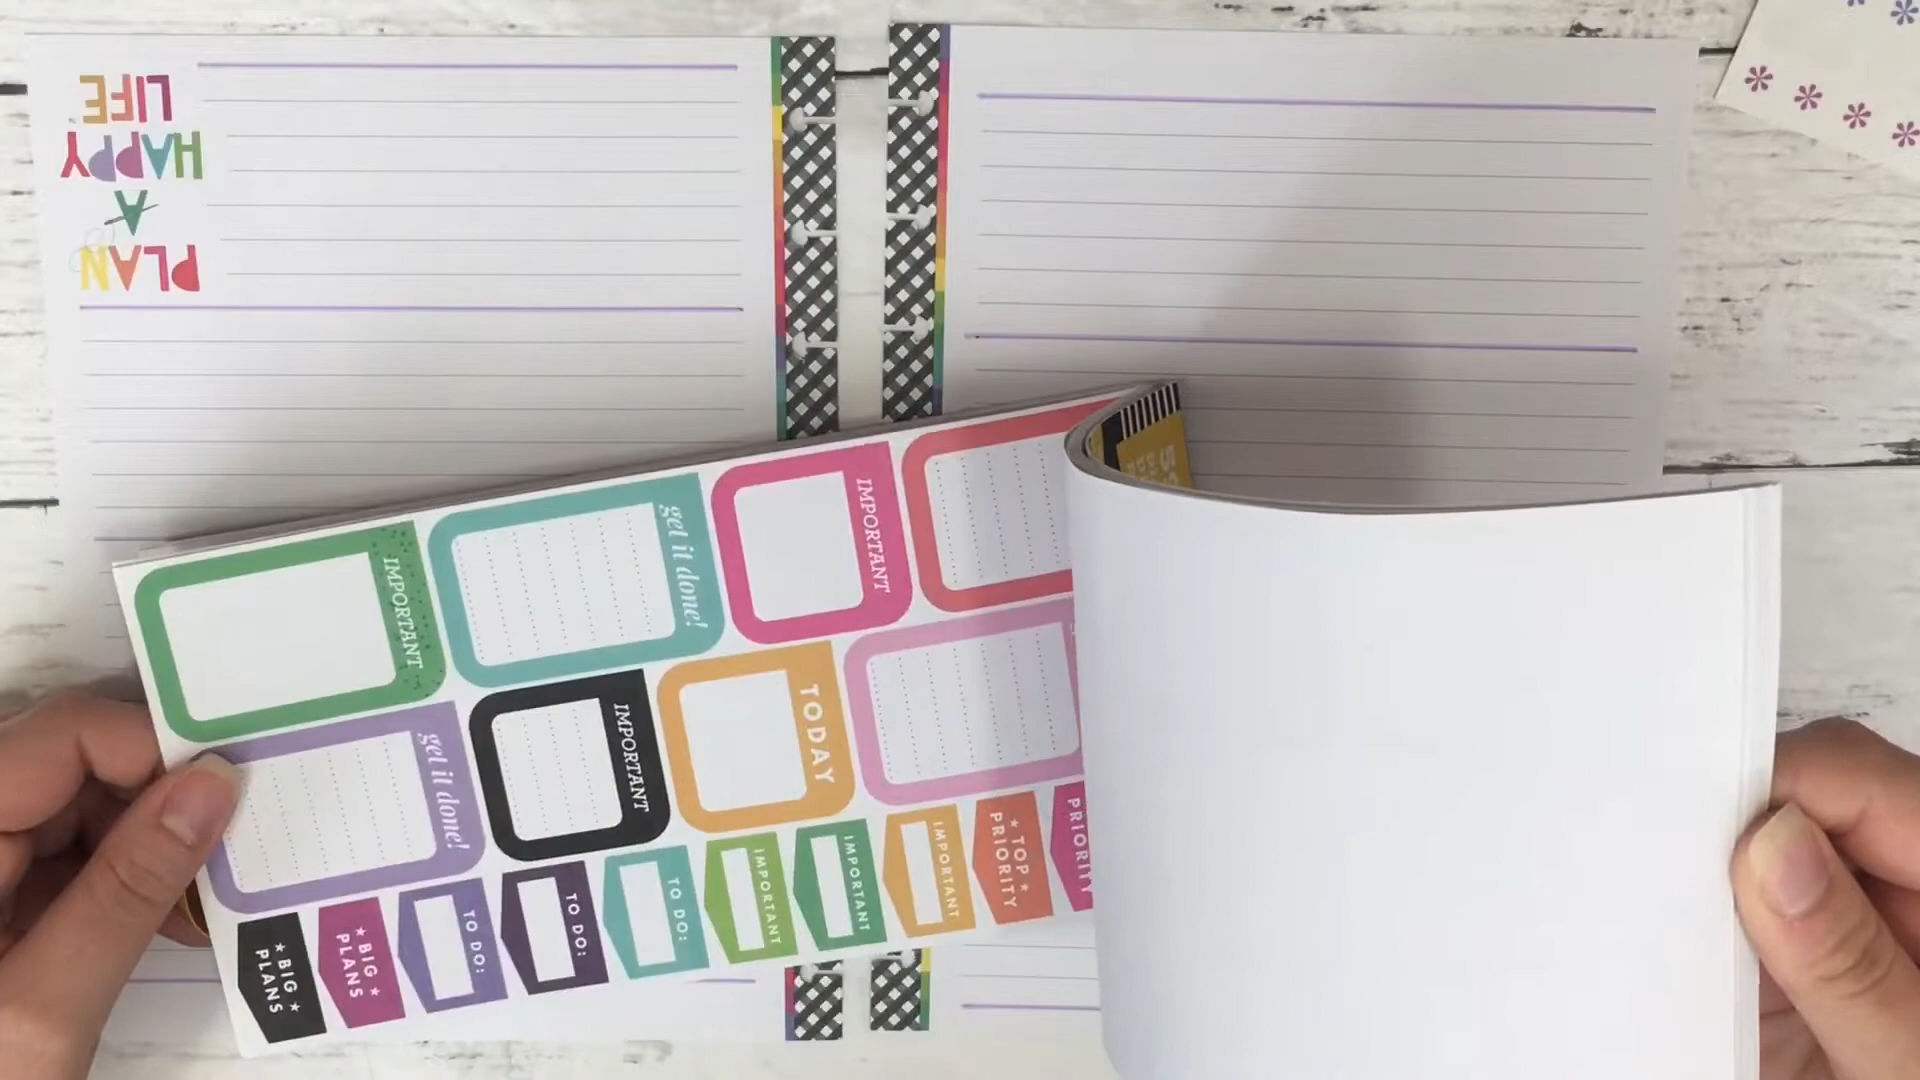 PLAN
A
HAPPY
LIFE
IMPORTANT
get it done!
IMPORTANT
get it done!
IMPORTANT
TODAY
★ BIG ★
PLANS
★ BIG ★
PLANS
TO DO:
TO DO:
TO DO:
IMPORTANT
IMPORTANT
IMPORTANT
★ TOP ★
PRIORITY
PRIORITY